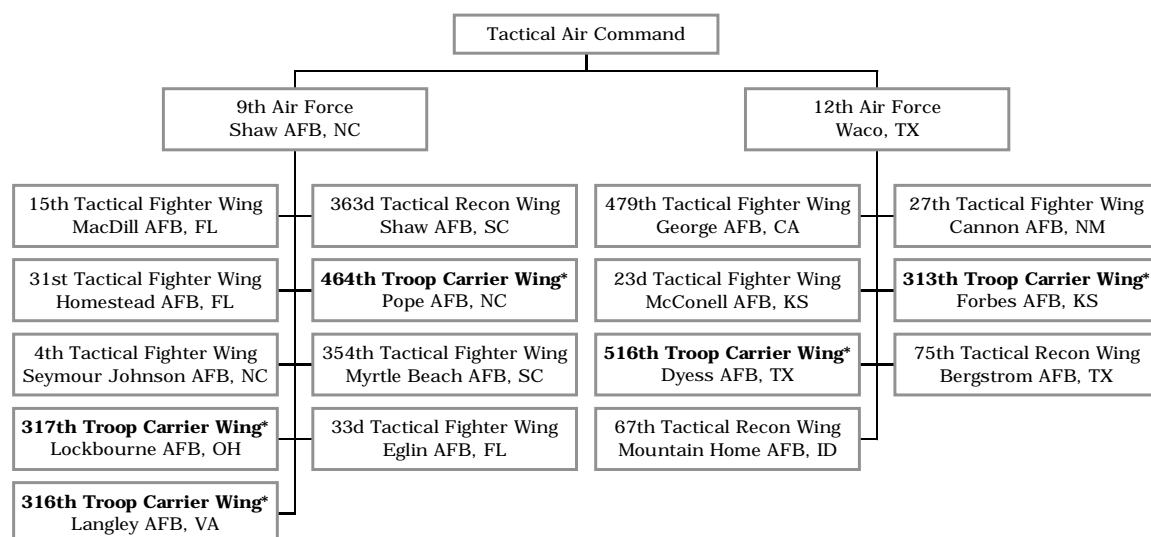 Tactical Air Command
9th Air Force
Shaw AFB, NC
12th Air Force
Waco, TX
15th Tactical Fighter Wing
MacDill AFB, FL
363d Tactical Recon Wing
Shaw AFB, SC
479th Tactical Fighter Wing
George AFB, CA
27th Tactical Fighter Wing
Cannon AFB, NM
31st Tactical Fighter Wing
Homestead AFB, FL
464th Troop Carrier Wing*
Pope AFB, NC
23d Tactical Fighter Wing
McConell AFB, KS
313th Troop Carrier Wing*
Forbes AFB, KS
4th Tactical Fighter Wing
Seymour Johnson AFB, NC
354th Tactical Fighter Wing
Myrtle Beach AFB, SC
516th Troop Carrier Wing*
Dyess AFB, TX
75th Tactical Recon Wing
Bergstrom AFB, TX
317th Troop Carrier Wing*
Lockbourne AFB, OH
33d Tactical Fighter Wing
Eglin AFB, FL
67th Tactical Recon Wing
Mountain Home AFB, ID
316th Troop Carrier Wing*
Langley AFB, VA